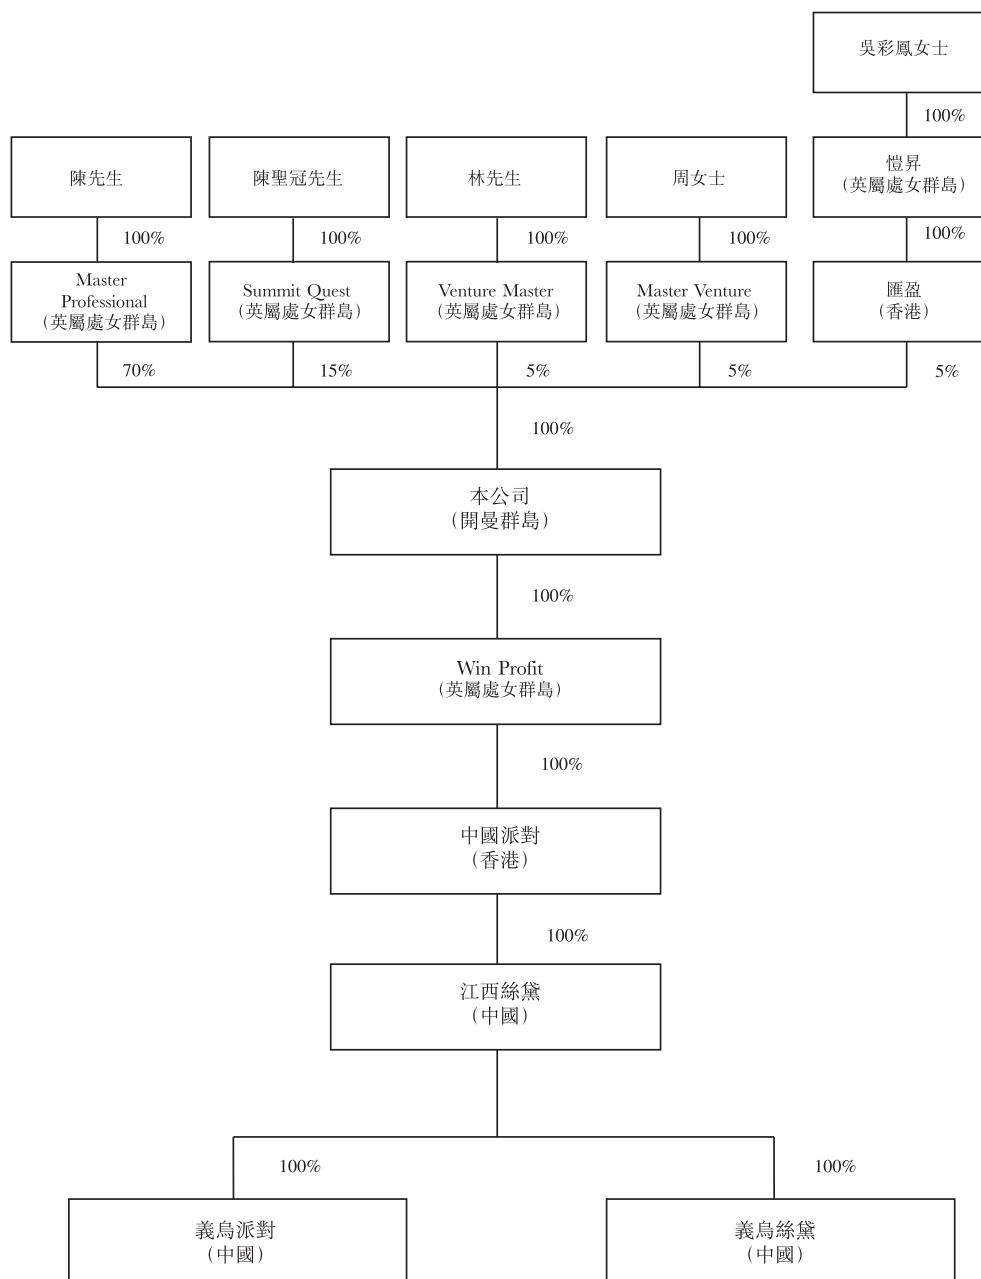 吳彩鳳女士
100%
陳先生
陳聖冠先生
林先生
周女士
愷昇
(英屬處女群島)
100%
100%
100%
100%
100%
Master
Professional
(英屬處女群島)
Summit Quest
(英屬處女群島)
Venture Master
(英屬處女群島)
Master Venture
(英屬處女群島)
匯盈
(香港)
70%
15%
5%
5%
5%
100%
本公司
(開曼群島)
100%
Win Profit
(英屬處女群島)
100%
中國派對
(香港)
100%
江西絲黛
(中國)
100%
100%
義烏派對
(中國)
義烏絲黛
(中國)